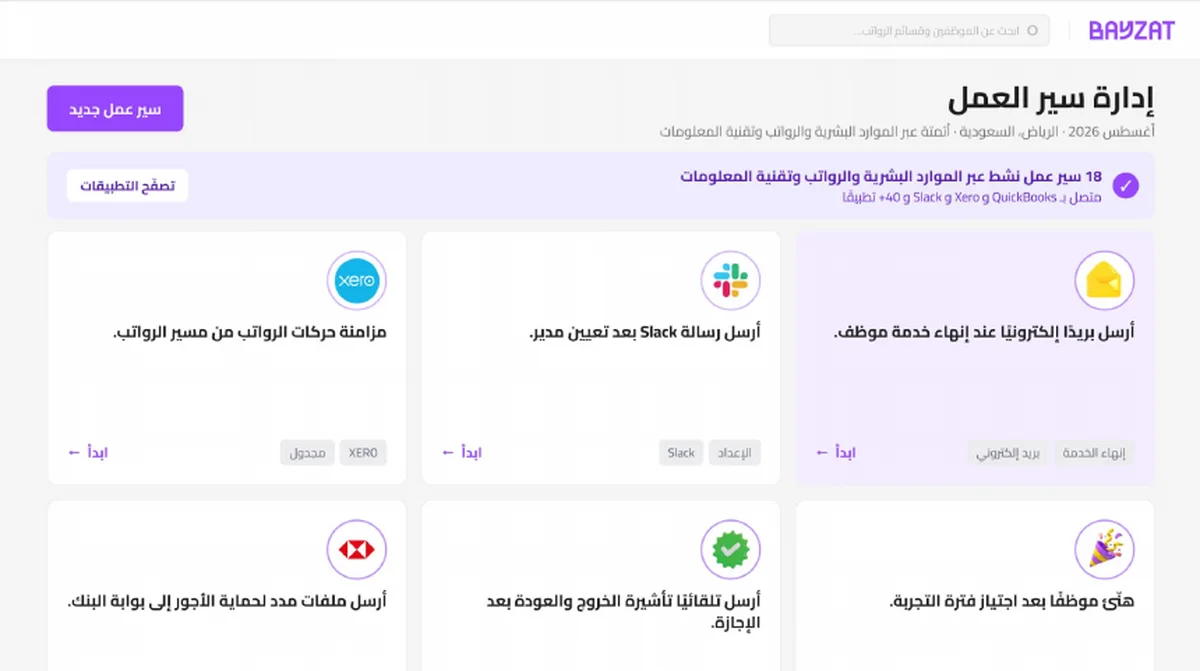 BAYZAT
ابحث عن الموظفين وقسائم الرواتب...
إدارة سير العمل
أغسطس 2026 · الرياض، السعودية · أتمتة عبر الموارد البشرية والرواتب وتقنية المعلومات
سير عمل جديد
18 سير عمل نشط عبر الموارد البشرية والرواتب وتقنية المعلومات
متصل بـ QuickBooks و Xero و Slack و 40+ تطبيقًا
تصفّح التطبيقات
أرسل بريدًا إلكترونيًا عند إنهاء خدمة موظف.
إنهاء الخدمة
بريد إلكتروني
ابدأ ←
أرسل رسالة Slack بعد تعيين مدير.
الإعداد
Slack
ابدأ ←
xero
مزامنة حركات الرواتب من مسير الرواتب.
XERO
مجدول
ابدأ ←
هنّئ موظفًا بعد اجتياز فترة التجربة.
أرسل تلقائيًا تأشيرة الخروج والعودة بعد
الإجازة.
أرسل ملفات مدد لحماية الأجور إلى بوابة البنك.